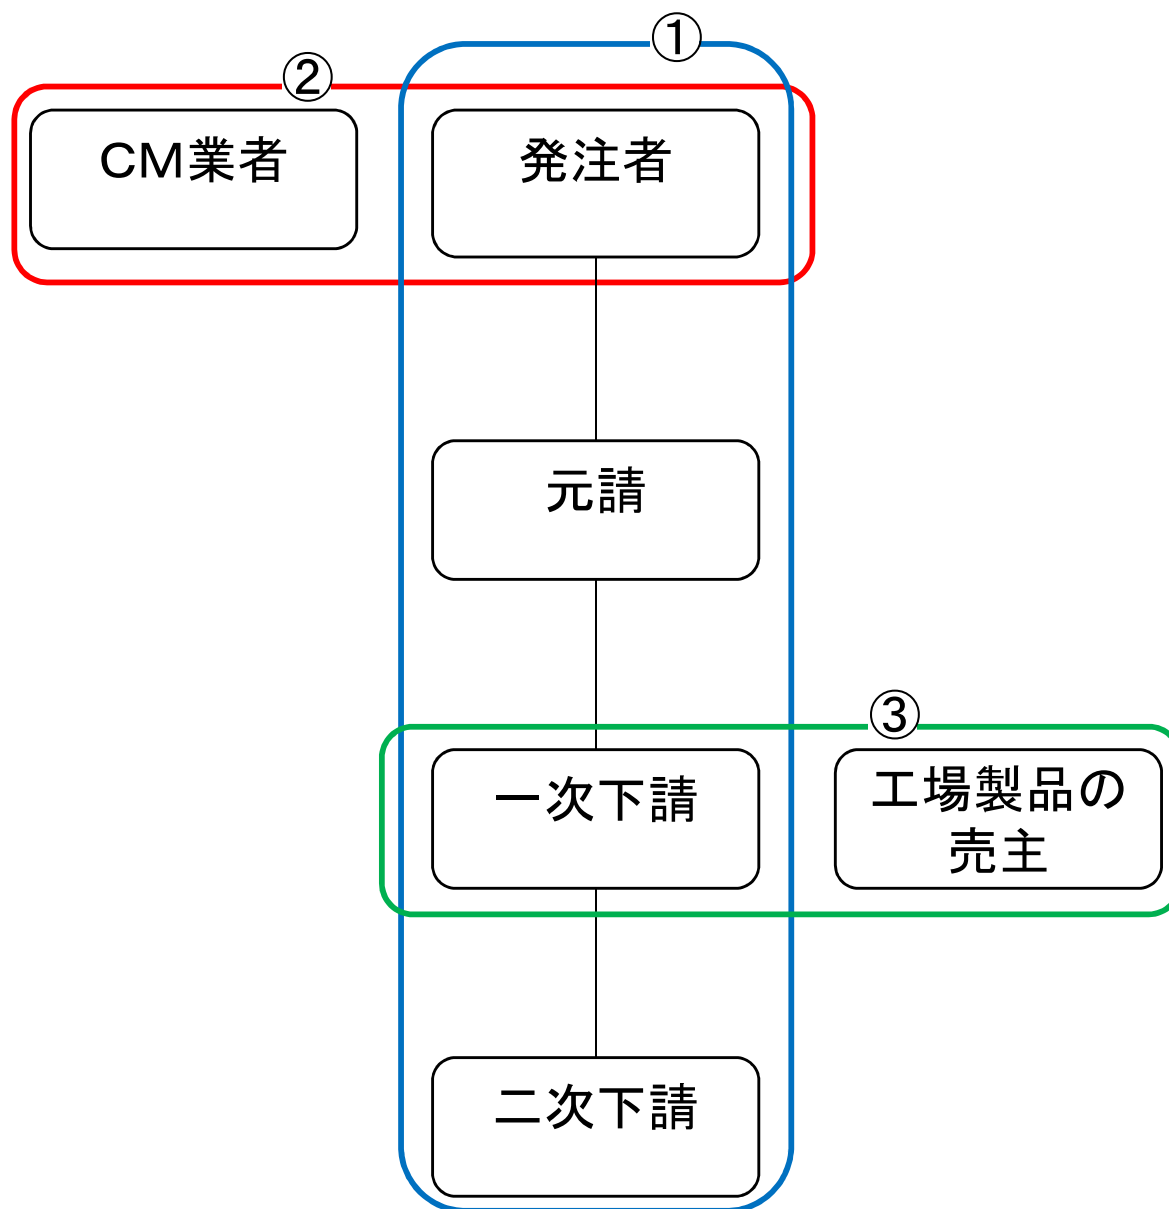 ①
②
ＣＭ業者
発注者
元請
③
一次下請
工場製品の
売主
二次下請